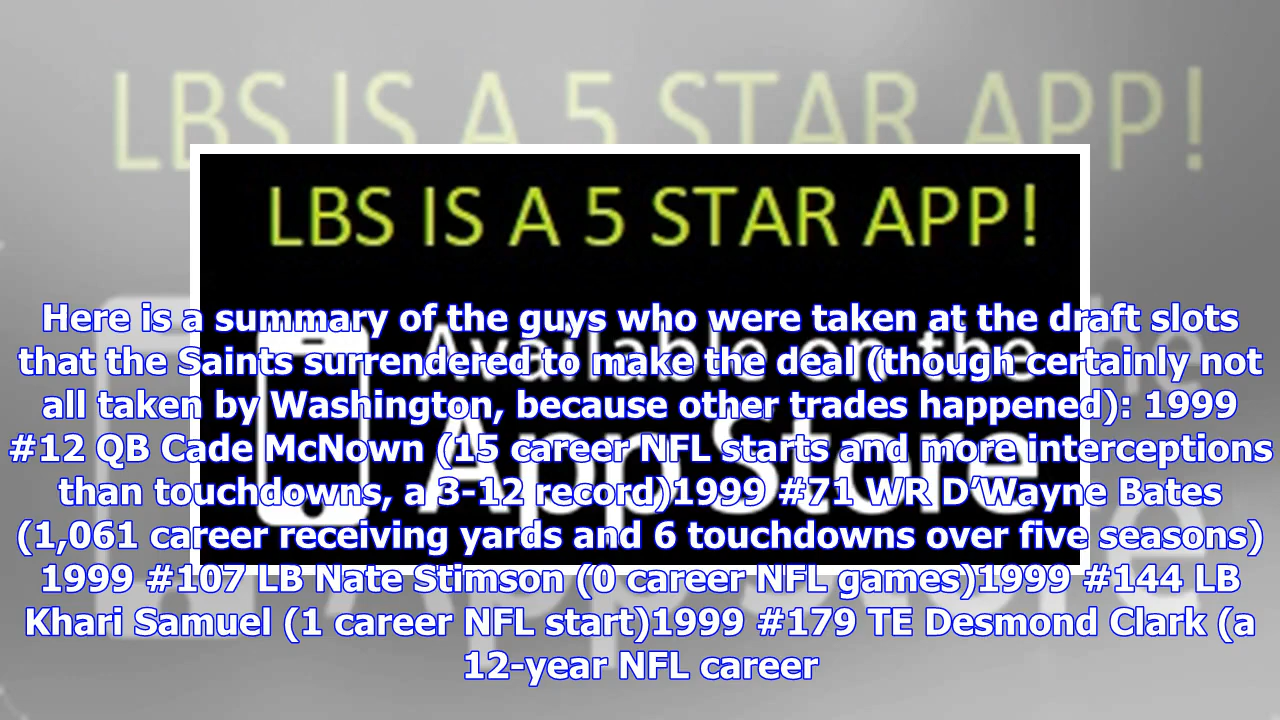 LBS IS A 5 STAR APP!
LBS IS A 5 STAR APP!
Available on the
App Store
Here is a summary of the guys who were taken at the draft slots
that the Saints surrendered to make the deal (though certainly not
all taken by Washington, because other trades happened): 1999
#12 QB Cade McNown (15 career NFL starts and more interceptions
than touchdowns, a 3-12 record)1999 #71 WR D’Wayne Bates
(1,061 career receiving yards and 6 touchdowns over five seasons)
1999 #107 LB Nate Stimson (0 career NFL games)1999 #144 LB
Khari Samuel (1 career NFL start)1999 #179 TE Desmond Clark (a
12-year NFL career